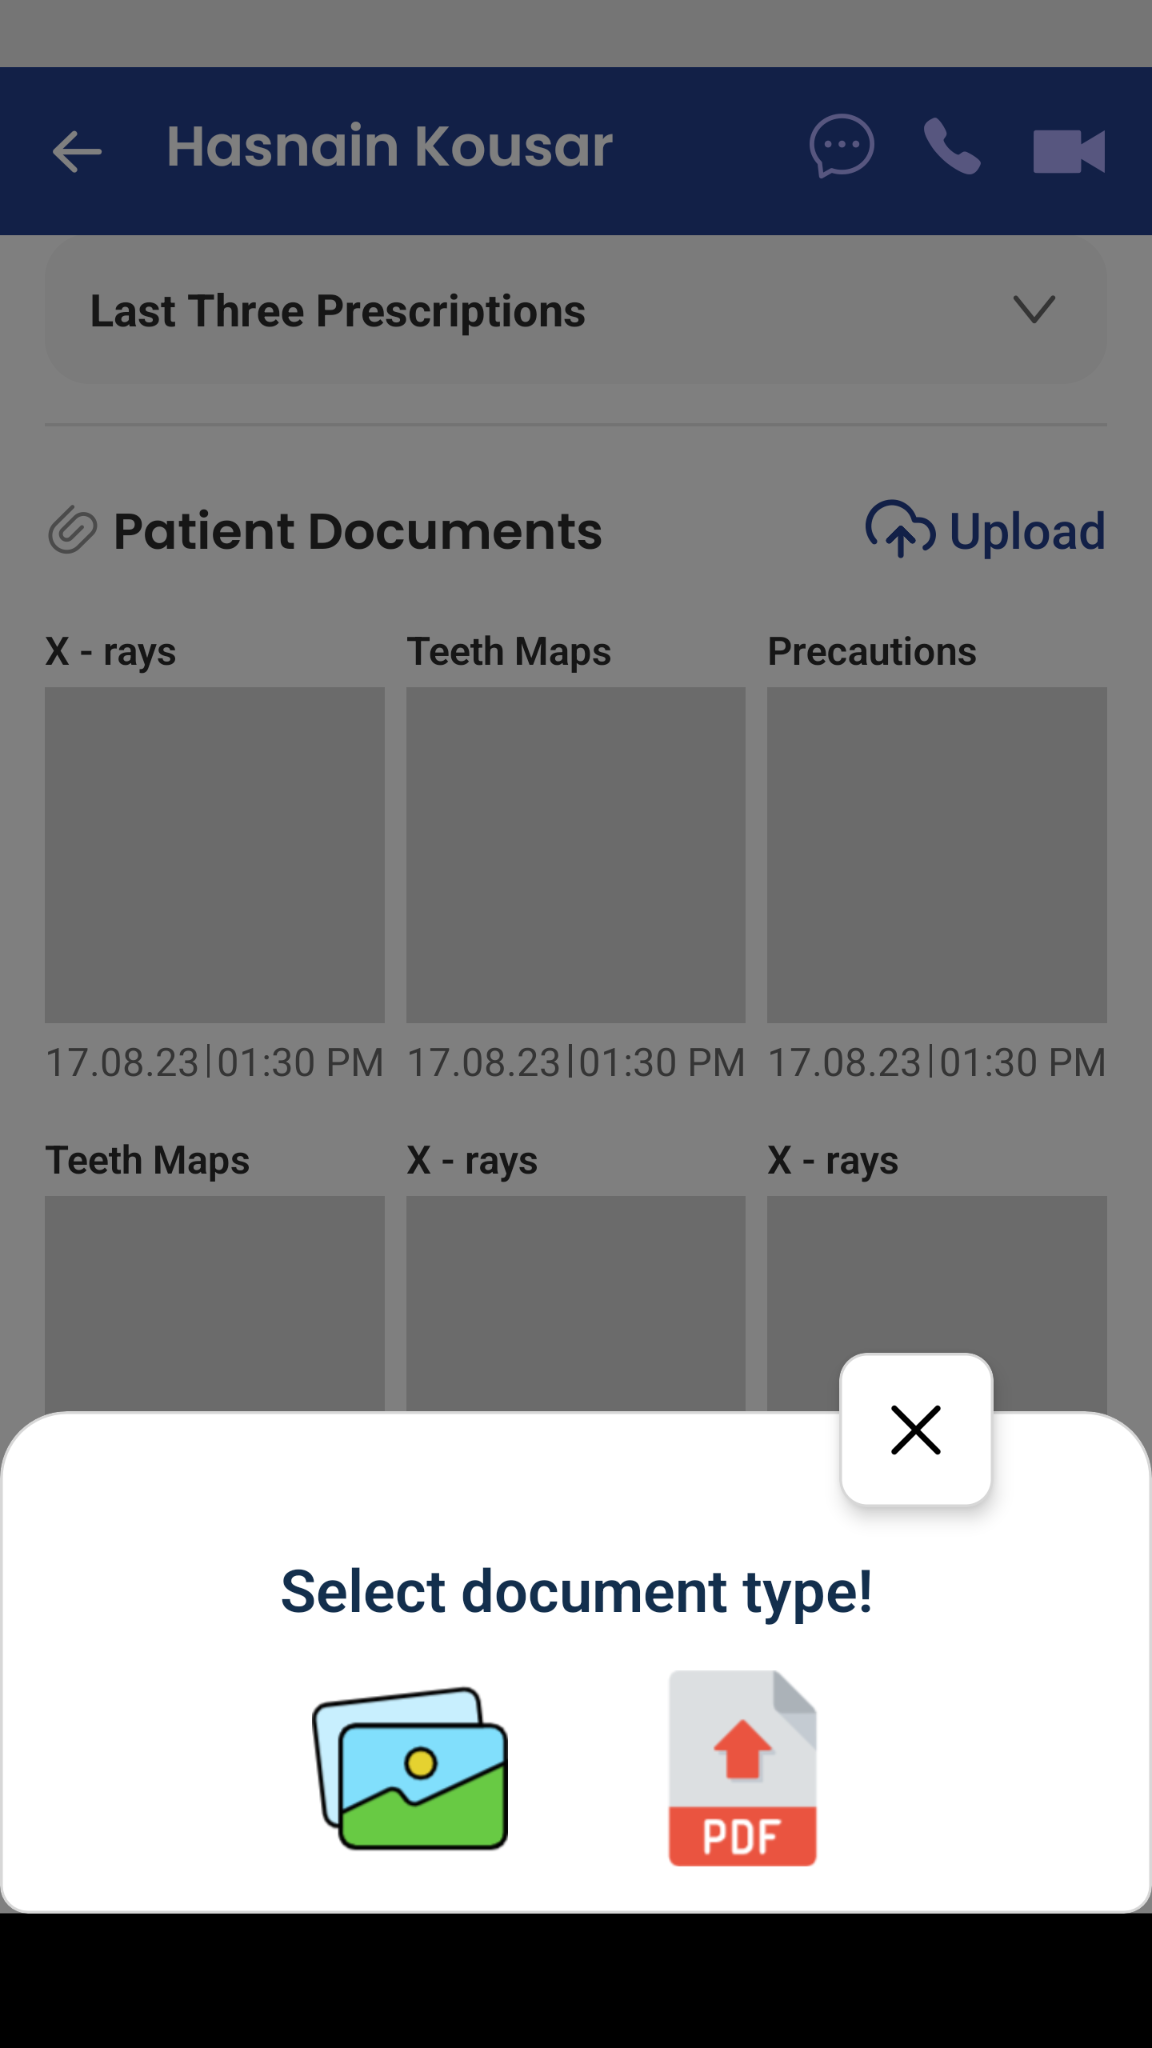 Hasnain Kousar
Last Three Prescriptions
Patient Documents
Upload
X - rays
Teeth Maps
Precautions
17.08.23|01:30 PM
17.08.23|01:30 PM
17.08.23|01:30 PM
Teeth Maps
X - rays
X - rays
Select document type!
PDF